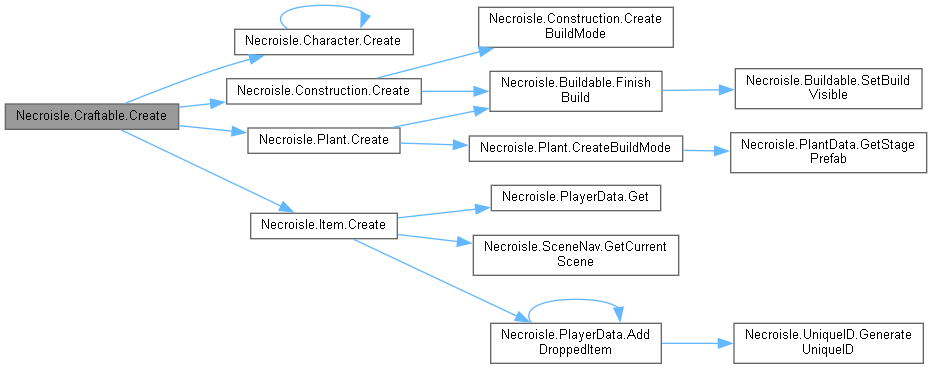 Necroisle.Construction.Create
BuildMode
Necroisle.Character.Create
Necroisle.Construction.Create
Necroisle.Buildable.Finish
Build
Necroisle.Buildable.SetBuild
Visible
Necroisle.Craftable.Create
Necroisle.Plant.Create
Necroisle.Plant.CreateBuildMode
Necroisle.PlantData.GetStage
Prefab
Necroisle.Item.Create
Necroisle.PlayerData.Get
Necroisle.SceneNav.GetCurrent
Scene
Necroisle.PlayerData.Add
DroppedItem
Necroisle.UniqueID.Generate
UniqueID